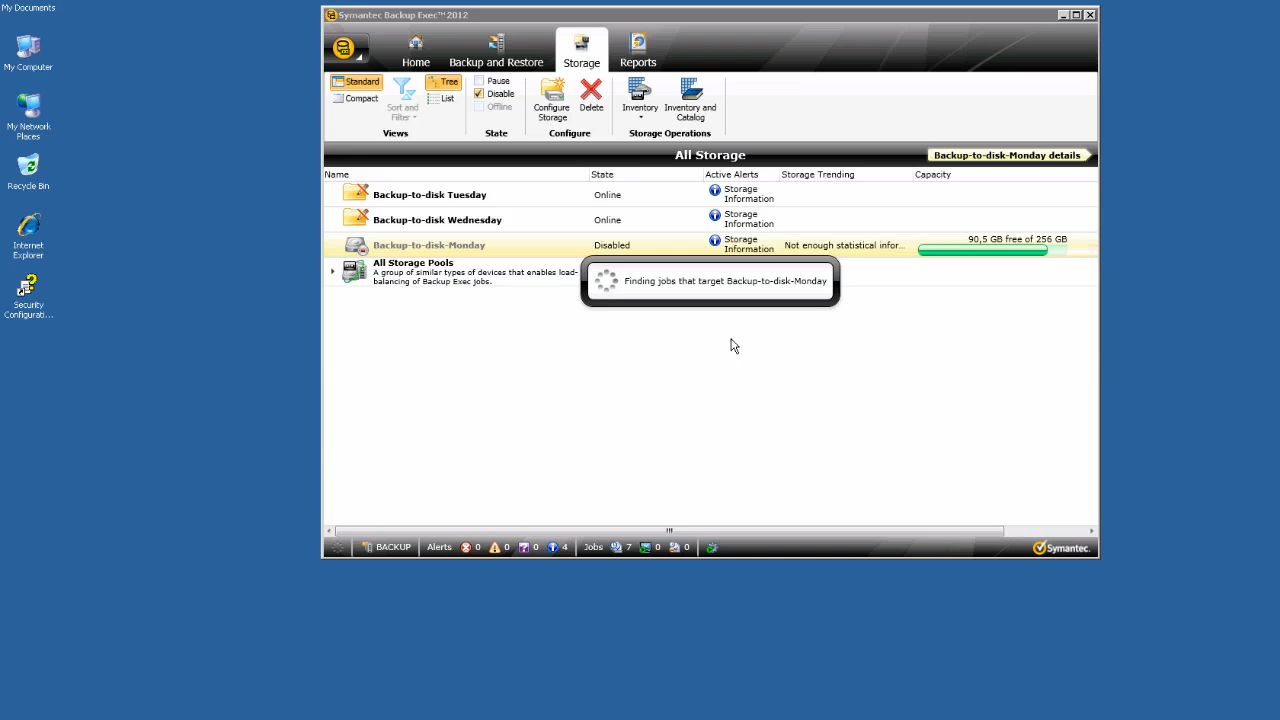 My Documents
My Computer
My Network
Places
Recycle Bin
Internet
Explorer
Security
Configurati...
Symantec Backup Exec™ 2012
Home
Backup and Restore
Storage
Reports
Standard
Compact
Sort and
Filter
Tree
List
Views
Pause
Disable
Offline
State
Configure
Storage
Delete
Configure
Inventory
Inventory and
Catalog
Storage Operations
All Storage
Backup-to-disk-Monday details
Name State Active Alerts Storage Trending Capacity
Backup-to-disk Tuesday Online Storage
Information
Backup-to-disk Wednesday Online Storage
Information
Backup-to-disk-Monday Disabled Storage
Information Not enough statistical infor... 90,5 GB free of 256 GB
All Storage Pools
A group of similar types of devices that enables load-
balancing of Backup Exec jobs.
Finding jobs that target Backup-to-disk-Monday
BACKUP Alerts 0 0 0 4 Jobs 7 0 0 Symantec.